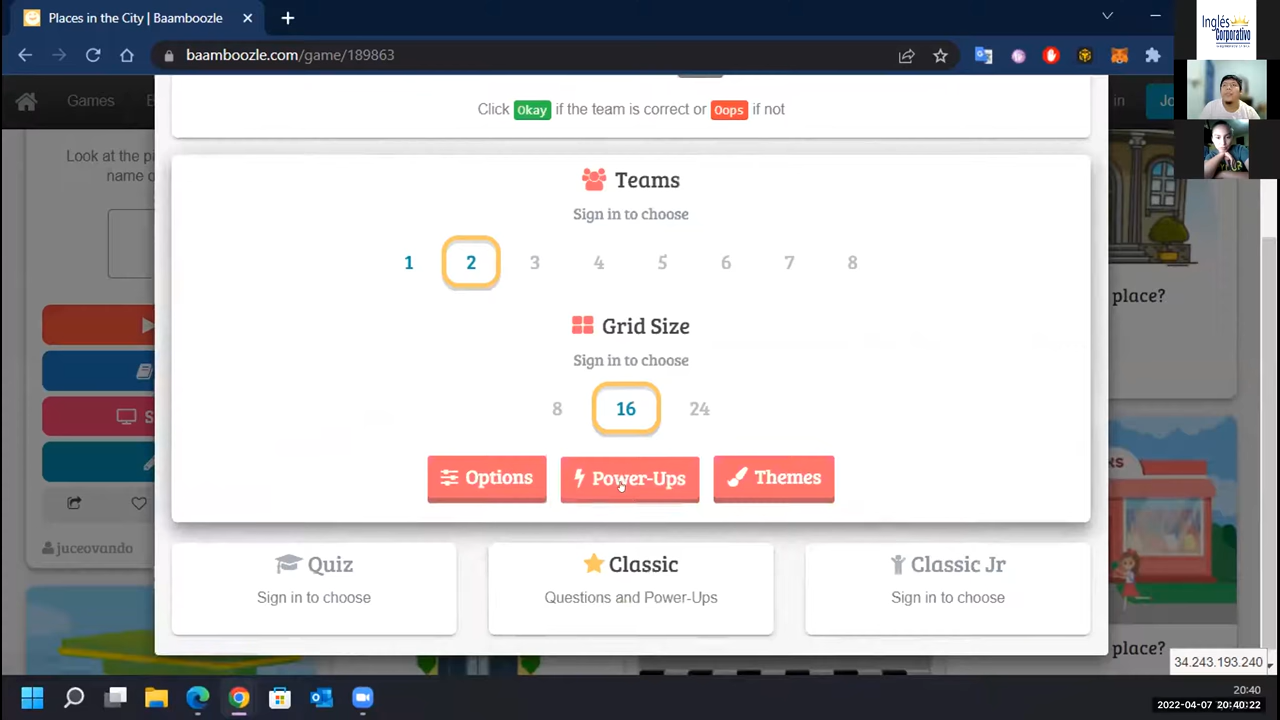 Places in the City | Baamboozle
baamboozle.com/game/189863
Inglés
Corporativo
Games
Look at the pa
name o
Click Okay if the team is correct or Oops if not
Teams
Sign in to choose
1 2 3 4 5 6 7 8
place?
Grid Size
Sign in to choose
8 16 24
Options
Power-Ups
Themes
juceovando
Quiz
Sign in to choose
Classic
Questions and Power-Ups
Classic Jr
Sign in to choose
place?
34.243.193.240
20:40
2022-04-07 20:40:22